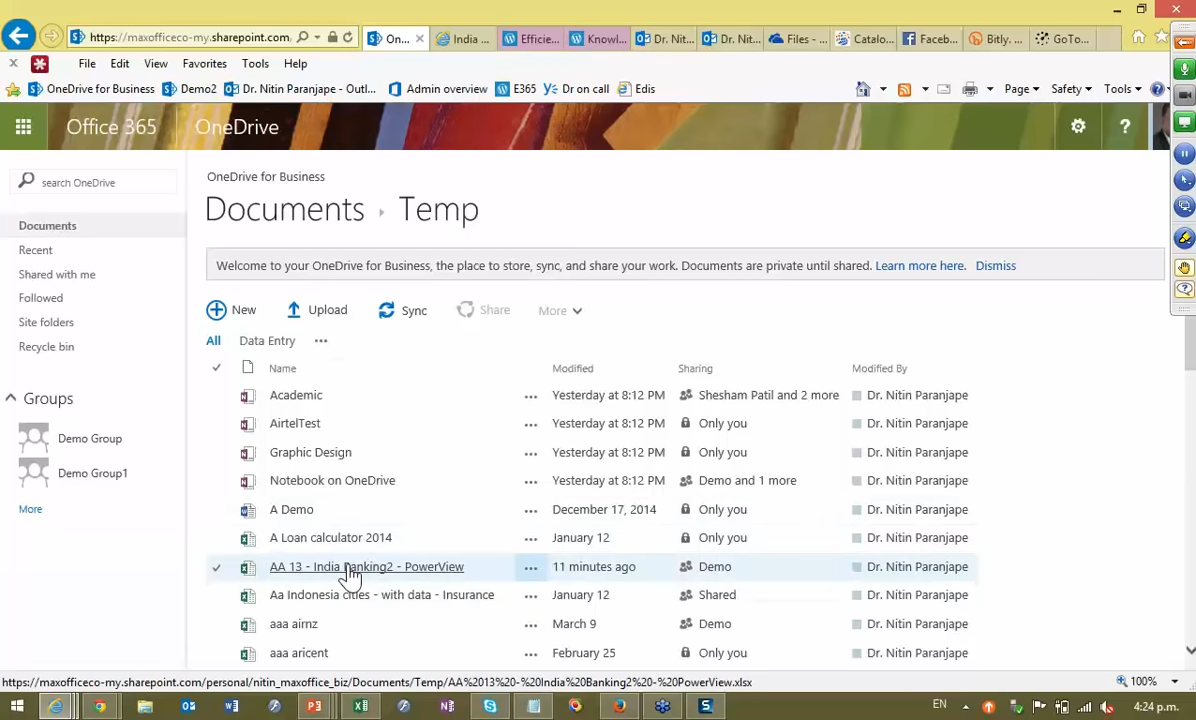 https://maxofficeco-my.sharepoint.com
On...
India ...
Efficie...
Knowl...
Dr. Nit...
Dr. Nit...
Files - ...
Catalo...
Faceb...
Bitly. ...
GoTo...
File Edit View Favorites Tools Help
OneDrive for Business Demo2 Dr. Nitin Paranjape - Outl... Admin overview E365 Dr on call Edis Page Safety Tools
Office 365 OneDrive ?
search OneDrive
Documents
Recent
Shared with me
Followed
Site folders
Recycle bin
Groups
Demo Group
Demo Group1
More
OneDrive for Business
Documents Temp
Welcome to your OneDrive for Business, the place to store, sync, and share your work. Documents are private until shared. Learn more here. Dismiss
New Upload Sync Share More
All Data Entry ...
Name Modified Sharing Modified By
Academic ... Yesterday at 8:12 PM Shesham Patil and 2 more Dr. Nitin Paranjape
AirtelTest ... Yesterday at 8:12 PM Only you Dr. Nitin Paranjape
Graphic Design ... Yesterday at 8:12 PM Only you Dr. Nitin Paranjape
Notebook on OneDrive ... Yesterday at 8:12 PM Demo and 1 more Dr. Nitin Paranjape
A Demo ... December 17, 2014 Only you Dr. Nitin Paranjape
A Loan calculator 2014 ... January 12 Only you Dr. Nitin Paranjape
AA 13 - India Banking2 - PowerView ... 11 minutes ago Demo Dr. Nitin Paranjape
Aa Indonesia cities - with data - Insurance ... January 12 Shared Dr. Nitin Paranjape
aaa airnz ... March 9 Demo Dr. Nitin Paranjape
aaa aricent ... February 25 Only you Dr. Nitin Paranjape
https://maxofficeco-my.sharepoint.com/personal/nitin_maxoffice_biz/Documents/Temp/AA%2013%20-%20India%20Banking2%20-%20PowerView.xlsx
100%
EN 4:24 p.m.